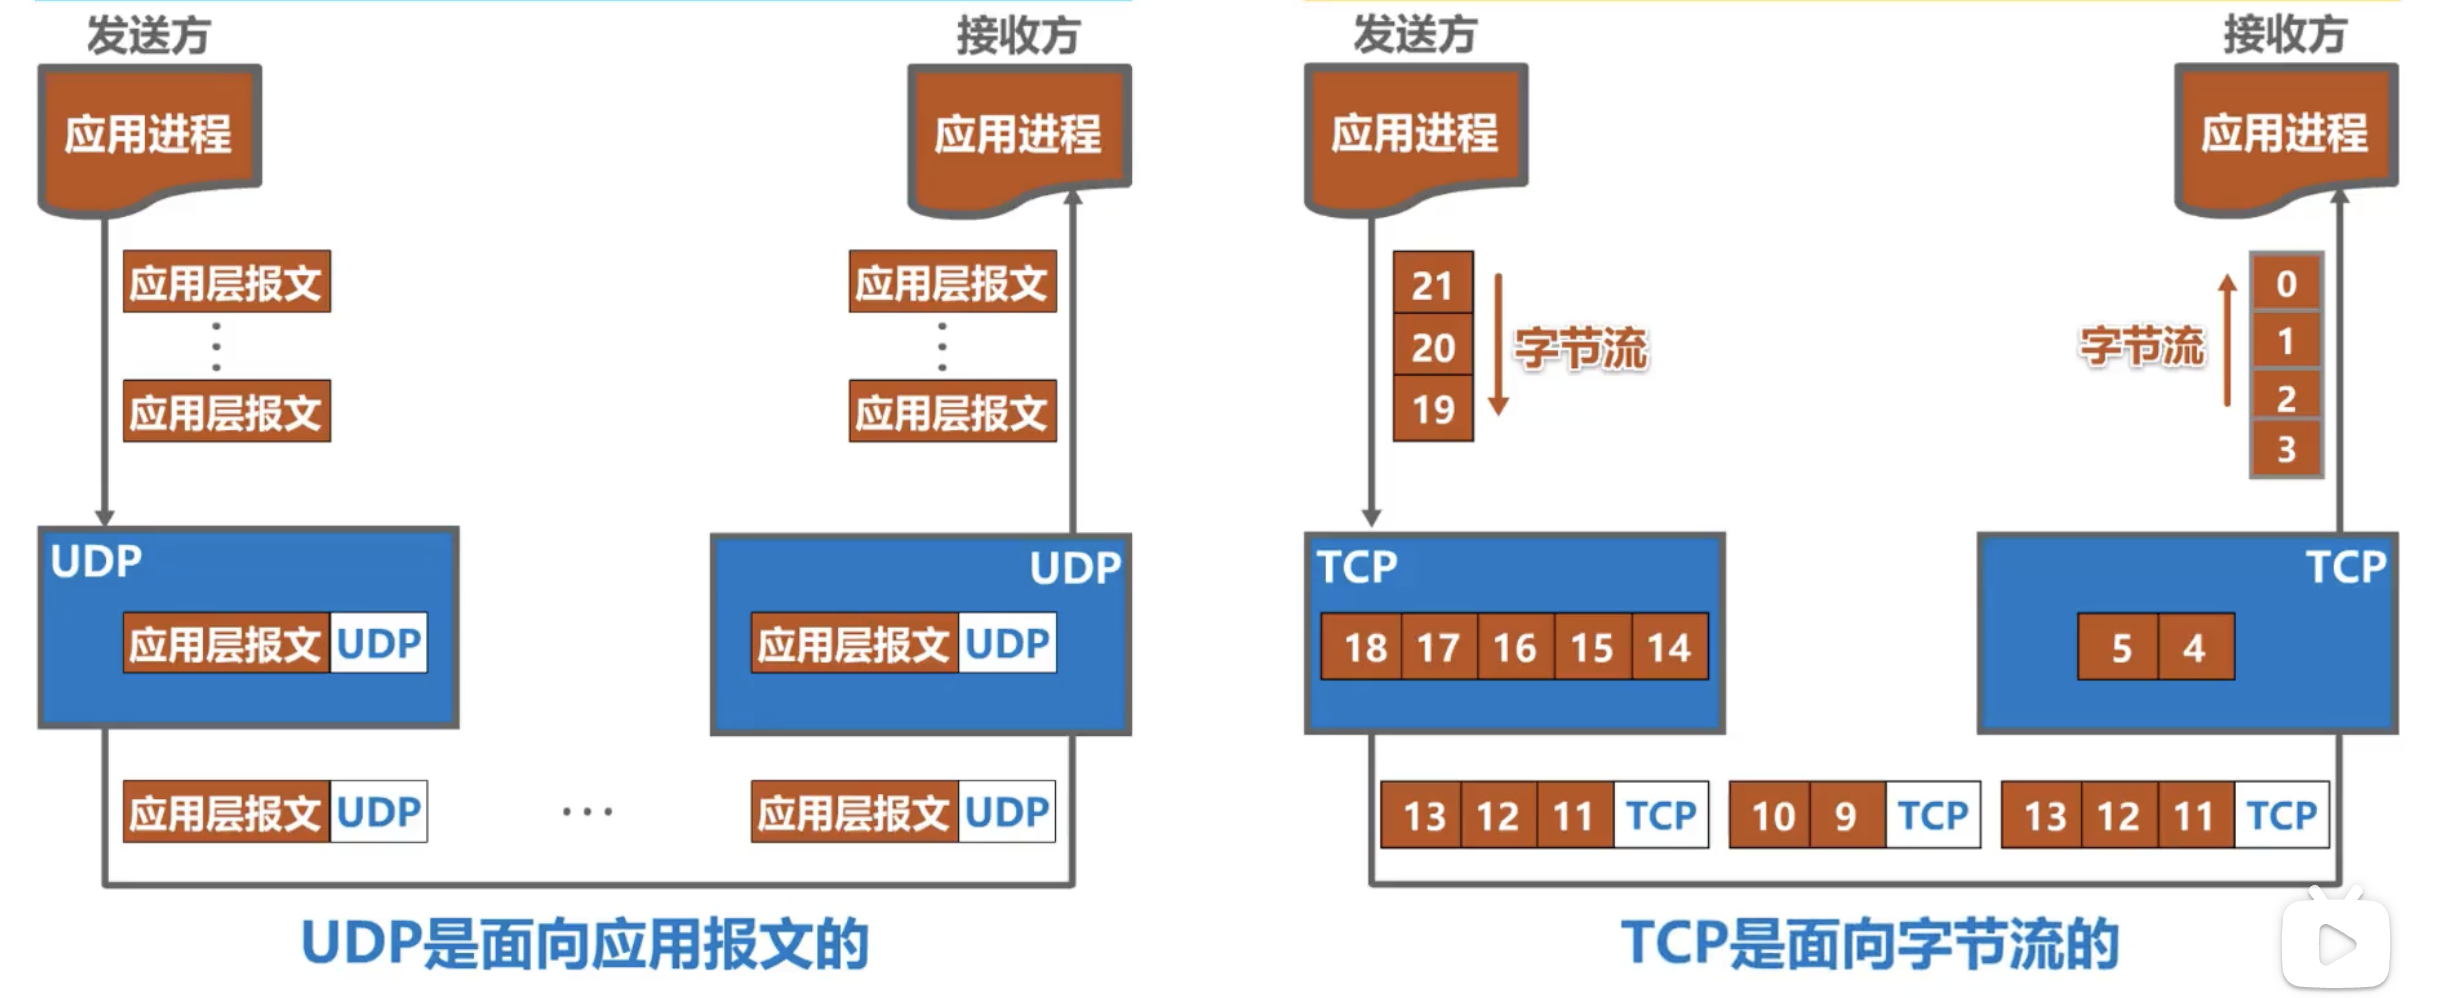 发送方
接收方
应用进程
应用进程
应用层报文
应用层报文
应用层报文
应用层报文
UDP
UDP
应用层报文 UDP
应用层报文 UDP
应用层报文 UDP
...
应用层报文 UDP
UDP是面向应用报文的
发送方
接收方
应用进程
应用进程
21
20
19
字节流
字节流
0
1
2
3
TCP
TCP
18 17 16 15 14
5 4
13 12 11 TCP
10 9 TCP
13 12 11 TCP
TCP是面向字节流的